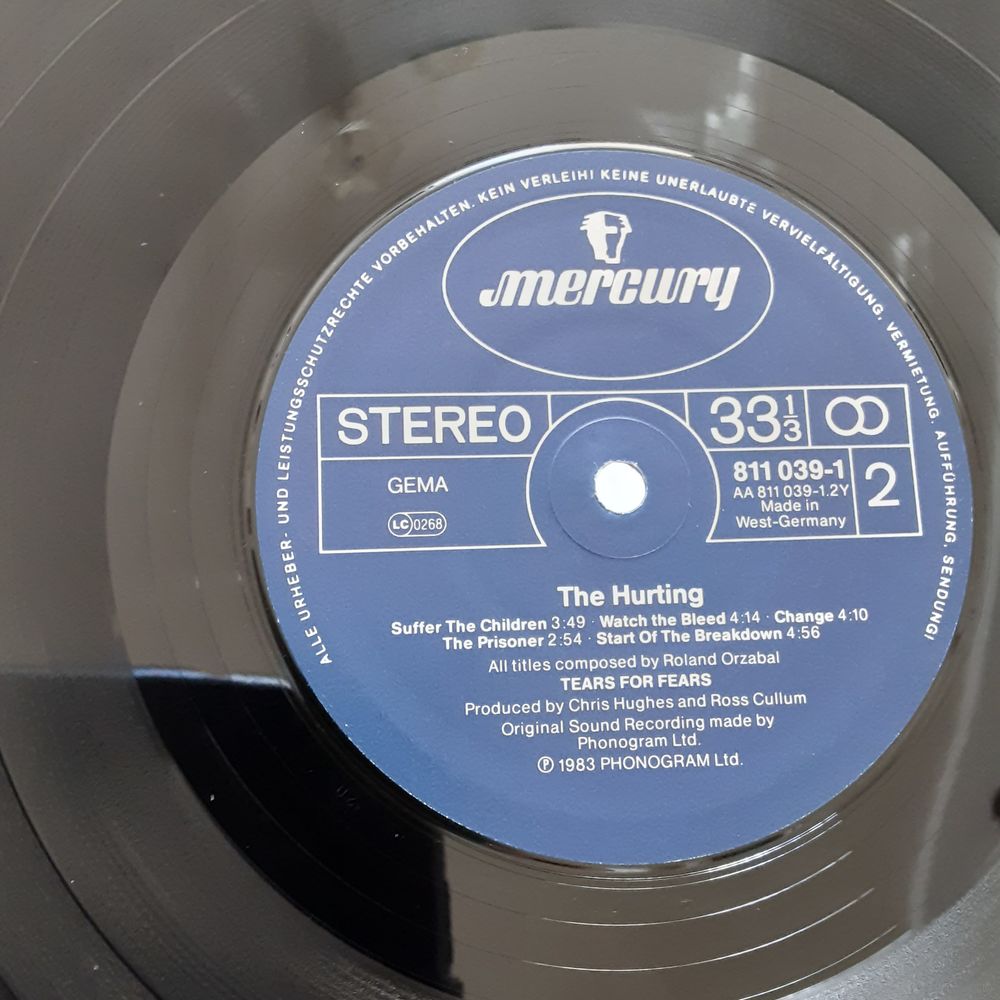 ALLE URHEBER- UND LEISTUNGSSCHUTZRECHTE VORBEHALTEN. KEIN VERLEIH! KEINE UNERLAUBTE VERVIELFÄLTIGUNG, VERMIETUNG, AUFFÜHRUNG, SENDUNG!
mercury
STEREO
33 1/3
GEMA
LC 0268
811 039-1
AA 811 039-1.2Y
Made in
West-Germany
2
The Hurting
Suffer The Children 3:49 · Watch the Bleed 4:14 · Change 4:10
The Prisoner 2:54 · Start Of The Breakdown 4:56
All titles composed by Roland Orzabal
TEARS FOR FEARS
Produced by Chris Hughes and Ross Cullum
Original Sound Recording made by
Phonogram Ltd.
℗ 1983 PHONOGRAM Ltd.